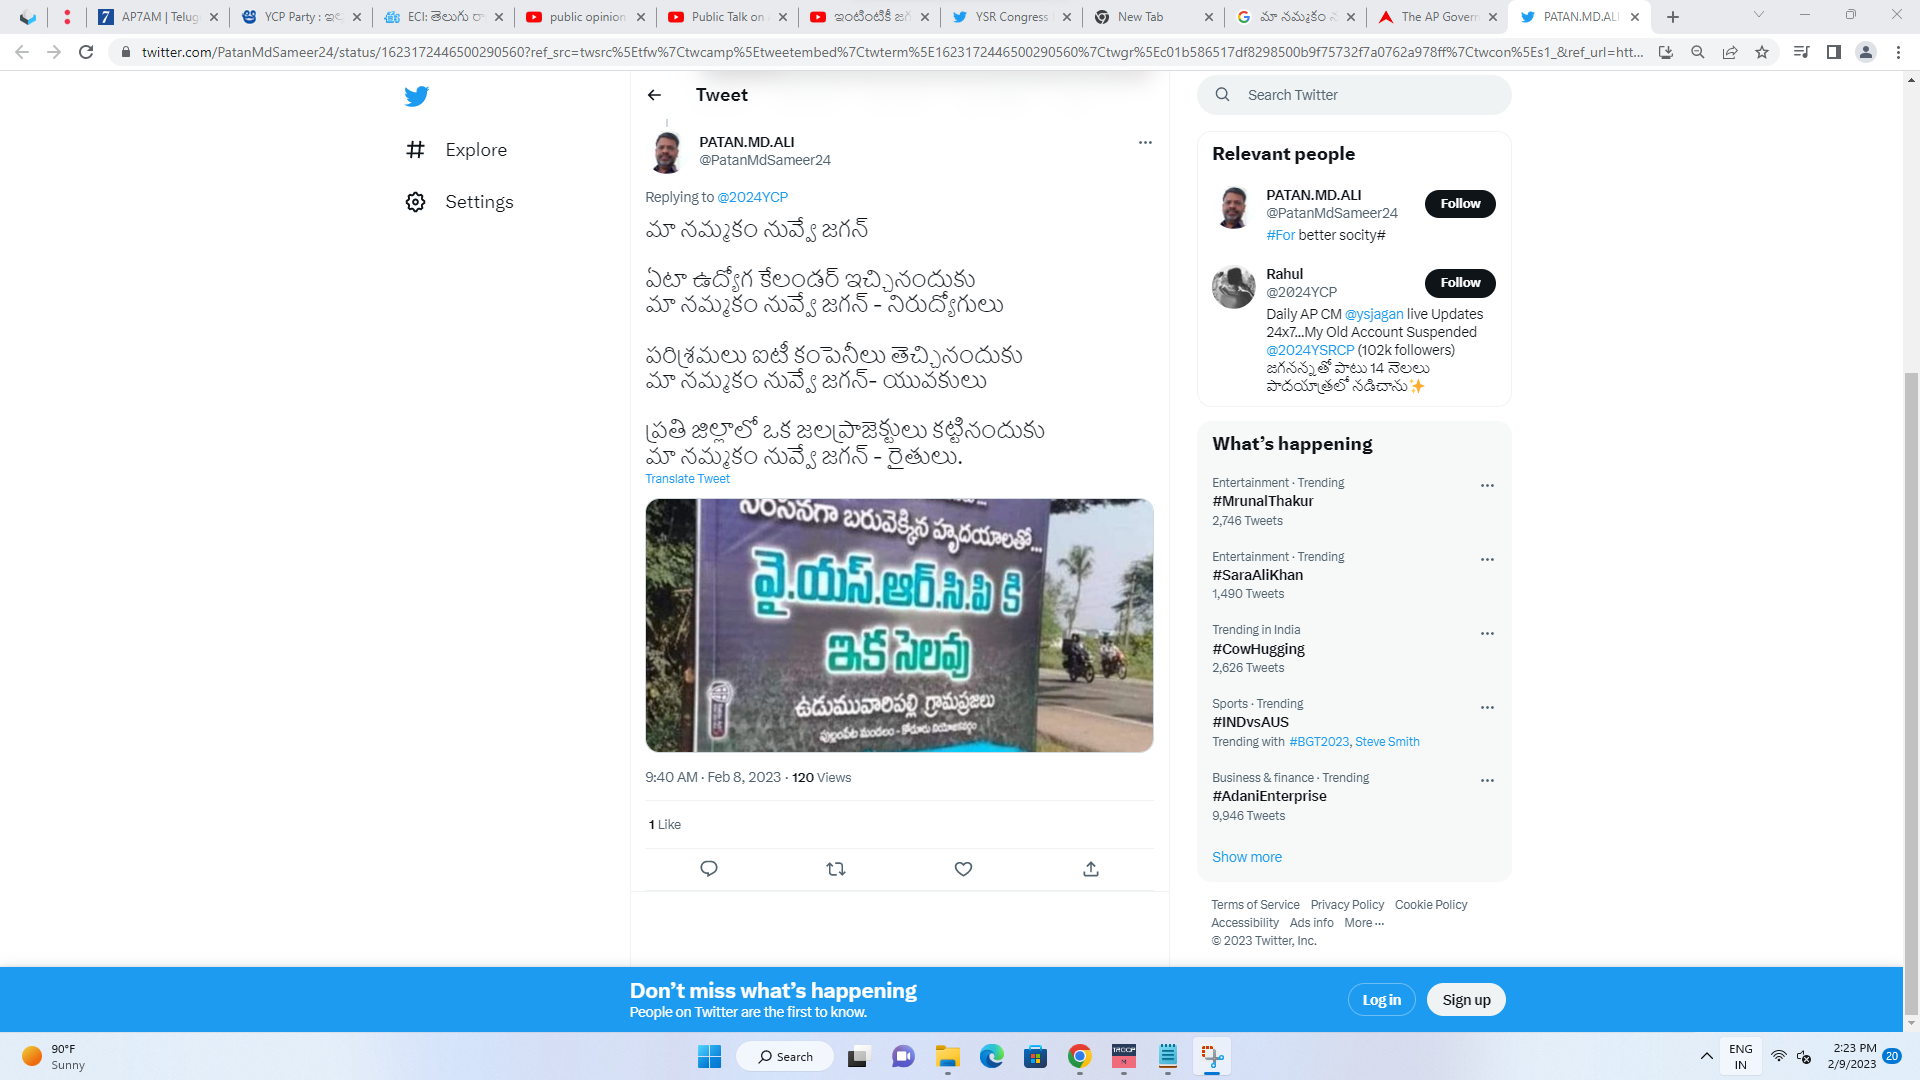 AP7AM | Telug
YCP Party : ఇల
ECI: తెలుగు రా
public opinion
Public Talk on
ఇంటింటికీ జగ
YSR Congress
New Tab
మా నమ్మకం న
The AP Govern
PATAN.MD.ALI
twitter.com/PatanMdSameer24/status/1623172446500290560?ref_src=twsrc%5Etfw%7Ctwcamp%5Etweetembed%7Ctwterm%5E1623172446500290560%7Ctwgr%5Ec01b586517df8298500b9f75732f7a0762a978ff%7Ctwcon%5Es1_&ref_url=htt...
Explore
Settings
Tweet
PATAN.MD.ALI
@PatanMdSameer24
Replying to @2024YCP
మా నమ్మకం నువ్వే జగన్
ఏటా ఉద్యోగ కేలండర్ ఇచ్చినందుకు
మా నమ్మకం నువ్వే జగన్ - నిరుద్యోగులు
పరిశ్రమలు ఐటీ కంపెనీలు తెచ్చినందుకు
మా నమ్మకం నువ్వే జగన్- యువకులు
ప్రతి జిల్లాలో ఒక జలప్రాజెక్టులు కట్టినందుకు
మా నమ్మకం నువ్వే జగన్ - రైతులు.
Translate Tweet
నిరసనగా బరువెక్కిన హృదయాలతో...
వై.యస్.ఆర్.సి.పి కి
ఇక సెలవు
ఉడుమువారిపల్లి గ్రామప్రజలు
పుల్లంపేట మండలం - కోడూరు నియోజకవర్గం
9:40 AM · Feb 8, 2023 · 120 Views
1 Like
Search Twitter
Relevant people
PATAN.MD.ALI
@PatanMdSameer24
Follow
#For better socity#
Rahul
@2024YCP
Follow
Daily AP CM @ysjagan live Updates
24x7...My Old Account Suspended
@2024YSRCP (102k followers)
జగనన్నతో పాటు 14 నెలలు
పాదయాత్రలో నడిచాను✨
What's happening
Entertainment · Trending
#MrunalThakur
2,746 Tweets
Entertainment · Trending
#SaraAliKhan
1,490 Tweets
Trending in India
#CowHugging
2,626 Tweets
Sports · Trending
#INDvsAUS
Trending with #BGT2023, Steve Smith
Business & finance · Trending
#AdaniEnterprise
9,946 Tweets
Show more
Terms of Service Privacy Policy Cookie Policy
Accessibility Ads info More ...
© 2023 Twitter, Inc.
Don't miss what's happening
People on Twitter are the first to know.
Log in
Sign up
90°F
Sunny
Search
ENG
IN
2:23 PM
2/9/2023
20